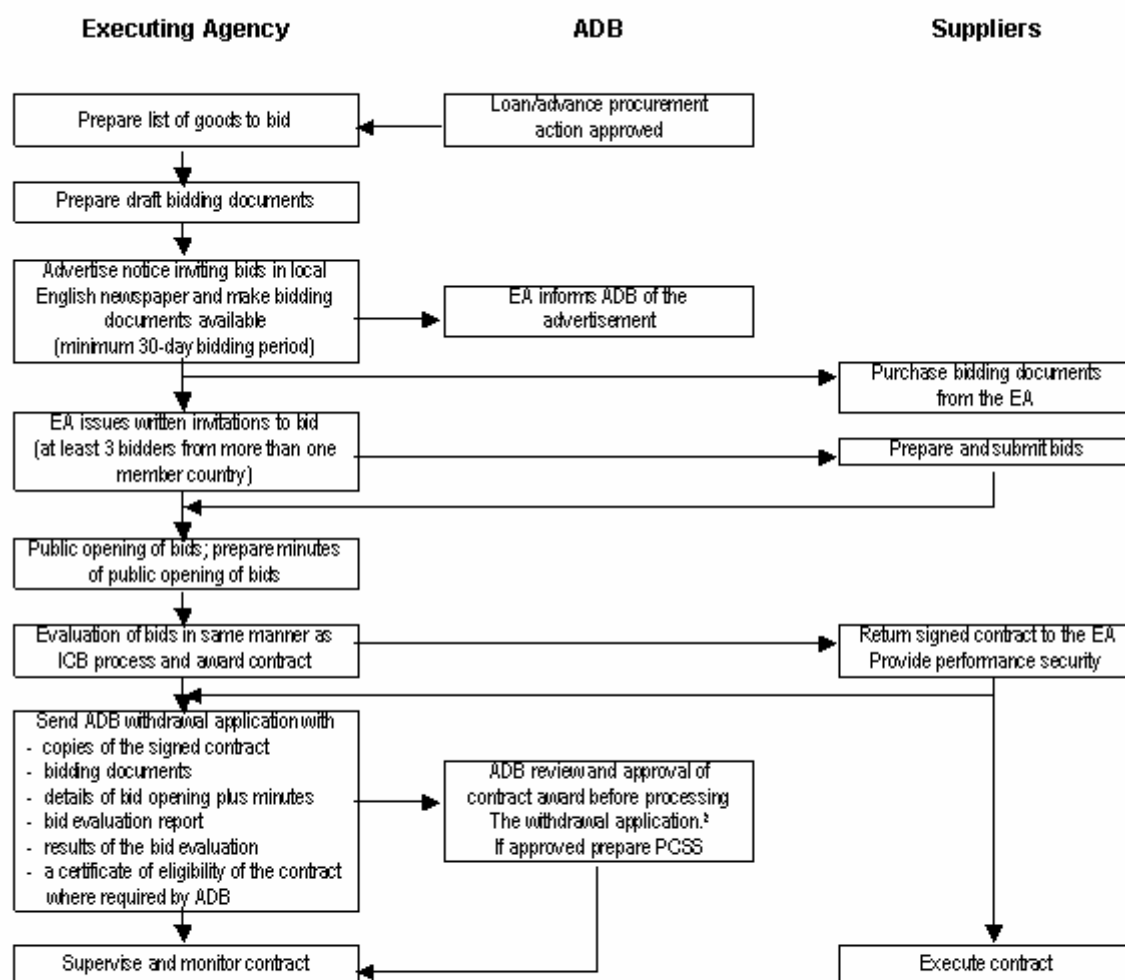 Executing Agency
ADB
Suppliers
Prepare list of goods to bid
Loan/advance procurement
action approved
Prepare draft bidding documents
Advertise notice inviting bids in local
English newspaper and make bidding
documents available
(minimum 30-day bidding period)
EA informs ADB of the
advertisement
Purchase bidding documents
from the EA
EA issues written invitations to bid
(at least 3 bidders from more than one
member country)
Prepare and submit bids
Public opening of bids; prepare minutes
of public opening of bids
Evaluation of bids in same manner as
ICB process and award contract
Return signed contract to the EA
Provide performance security
Send ADB withdrawal application with
- copies of the signed contract
- bidding documents
- details of bid opening plus minutes
- bid evaluation report
- results of the bid evaluation
- a certificate of eligibility of the contract
where required by ADB
ADB review and approval of
contract award before processing
The withdrawal application.²
If approved prepare PCSS
Supervise and monitor contract
Execute contract